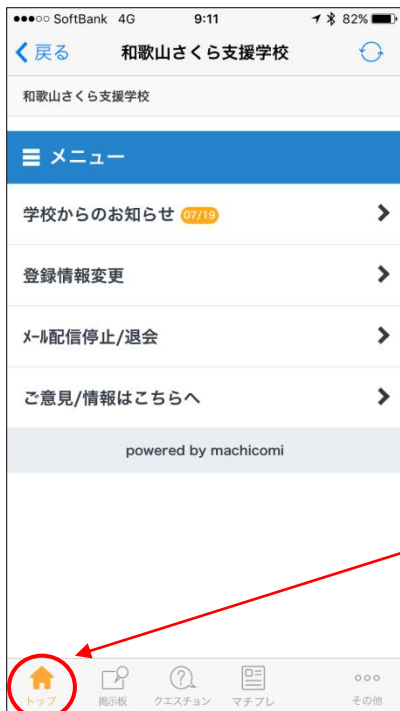 SoftBank 4G 9:11 82%
戻る 和歌山さくら支援学校
和歌山さくら支援学校
メニュー
学校からのお知らせ 07/19
登録情報変更
メール配信停止/退会
ご意見/情報はこちらへ
powered by machicomi
トップ 掲示板 クエスチョン マチプレ その他